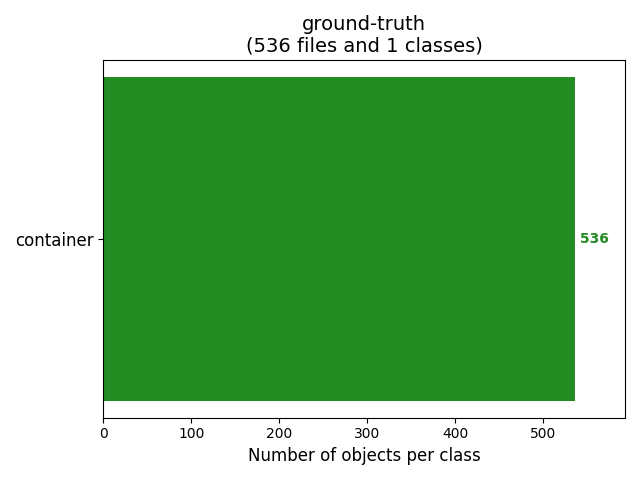 ground-truth
(536 files and 1 classes)
container
536
0 100 200 300 400 500
Number of objects per class